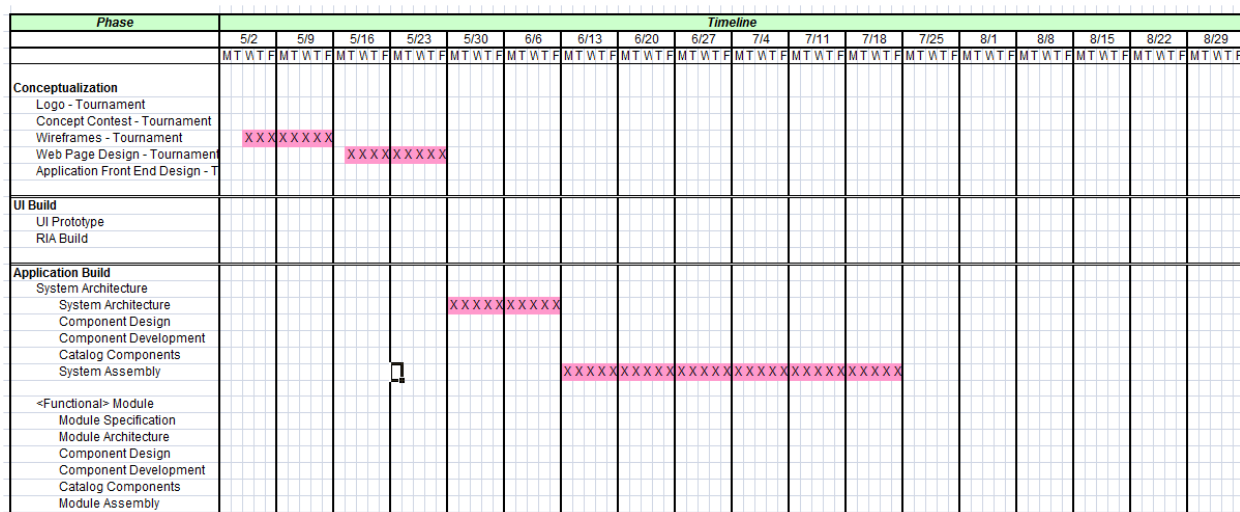 Phase Timeline
5/2 5/9 5/16 5/23 5/30 6/6 6/13 6/20 6/27 7/4 7/11 7/18 7/25 8/1 8/8 8/15 8/22 8/29
M T W T F M T W T F M T W T F M T W T F M T W T F M T W T F M T W T F M T W T F M T W T F M T W T F M T W T F M T W T F M T W T F M T W T F M T W T F M T W T F M T W T F M T W T F
Conceptualization
Logo - Tournament
Concept Contest - Tournament
Wireframes - Tournament X X X X X X X X
Web Page Design - Tournament X X X X X X X X X
Application Front End Design - T
UI Build
UI Prototype
RIA Build
Application Build
System Architecture
System Architecture X X X X X X X X X X
Component Design
Component Development
Catalog Components
System Assembly X X X X X X X X X X X X X X X X X X X X X X X X X X X X X X
<Functional> Module
Module Specification
Module Architecture
Component Design
Component Development
Catalog Components
Module Assembly